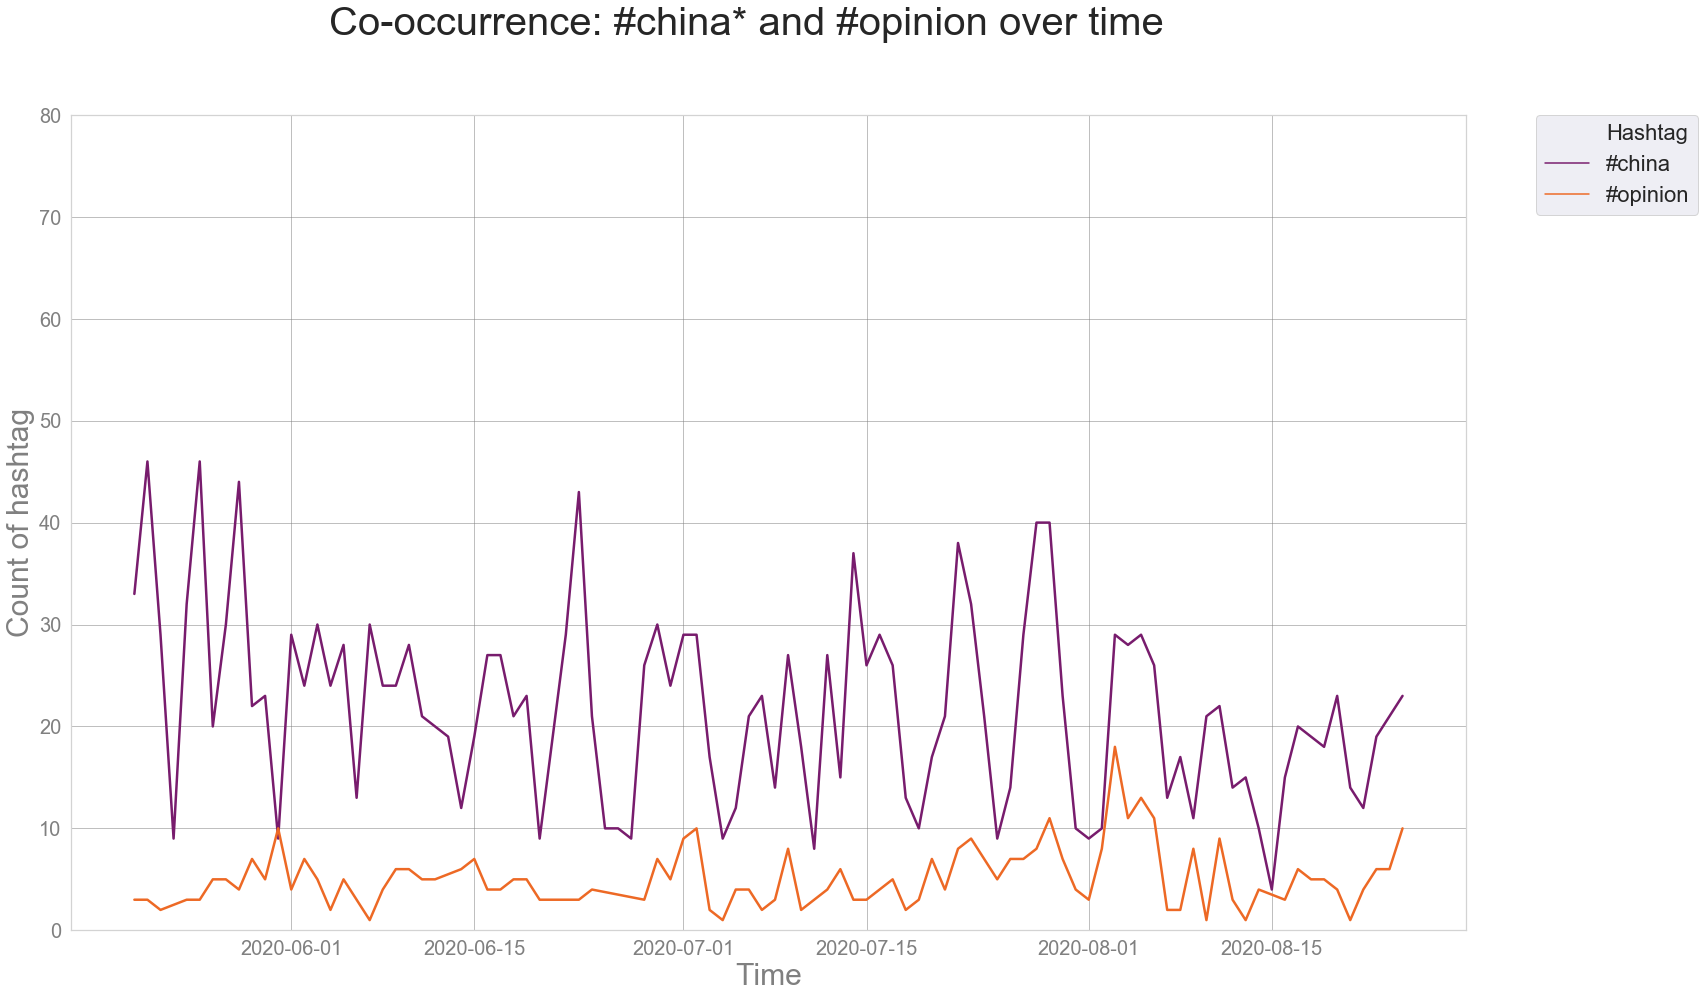 Co-occurrence: #china* and #opinion over time
80
70
60
50
40
30
20
10
0
Count of hashtag
2020-06-01 2020-06-15 2020-07-01 2020-07-15 2020-08-01 2020-08-15
Time
Hashtag
#china
#opinion